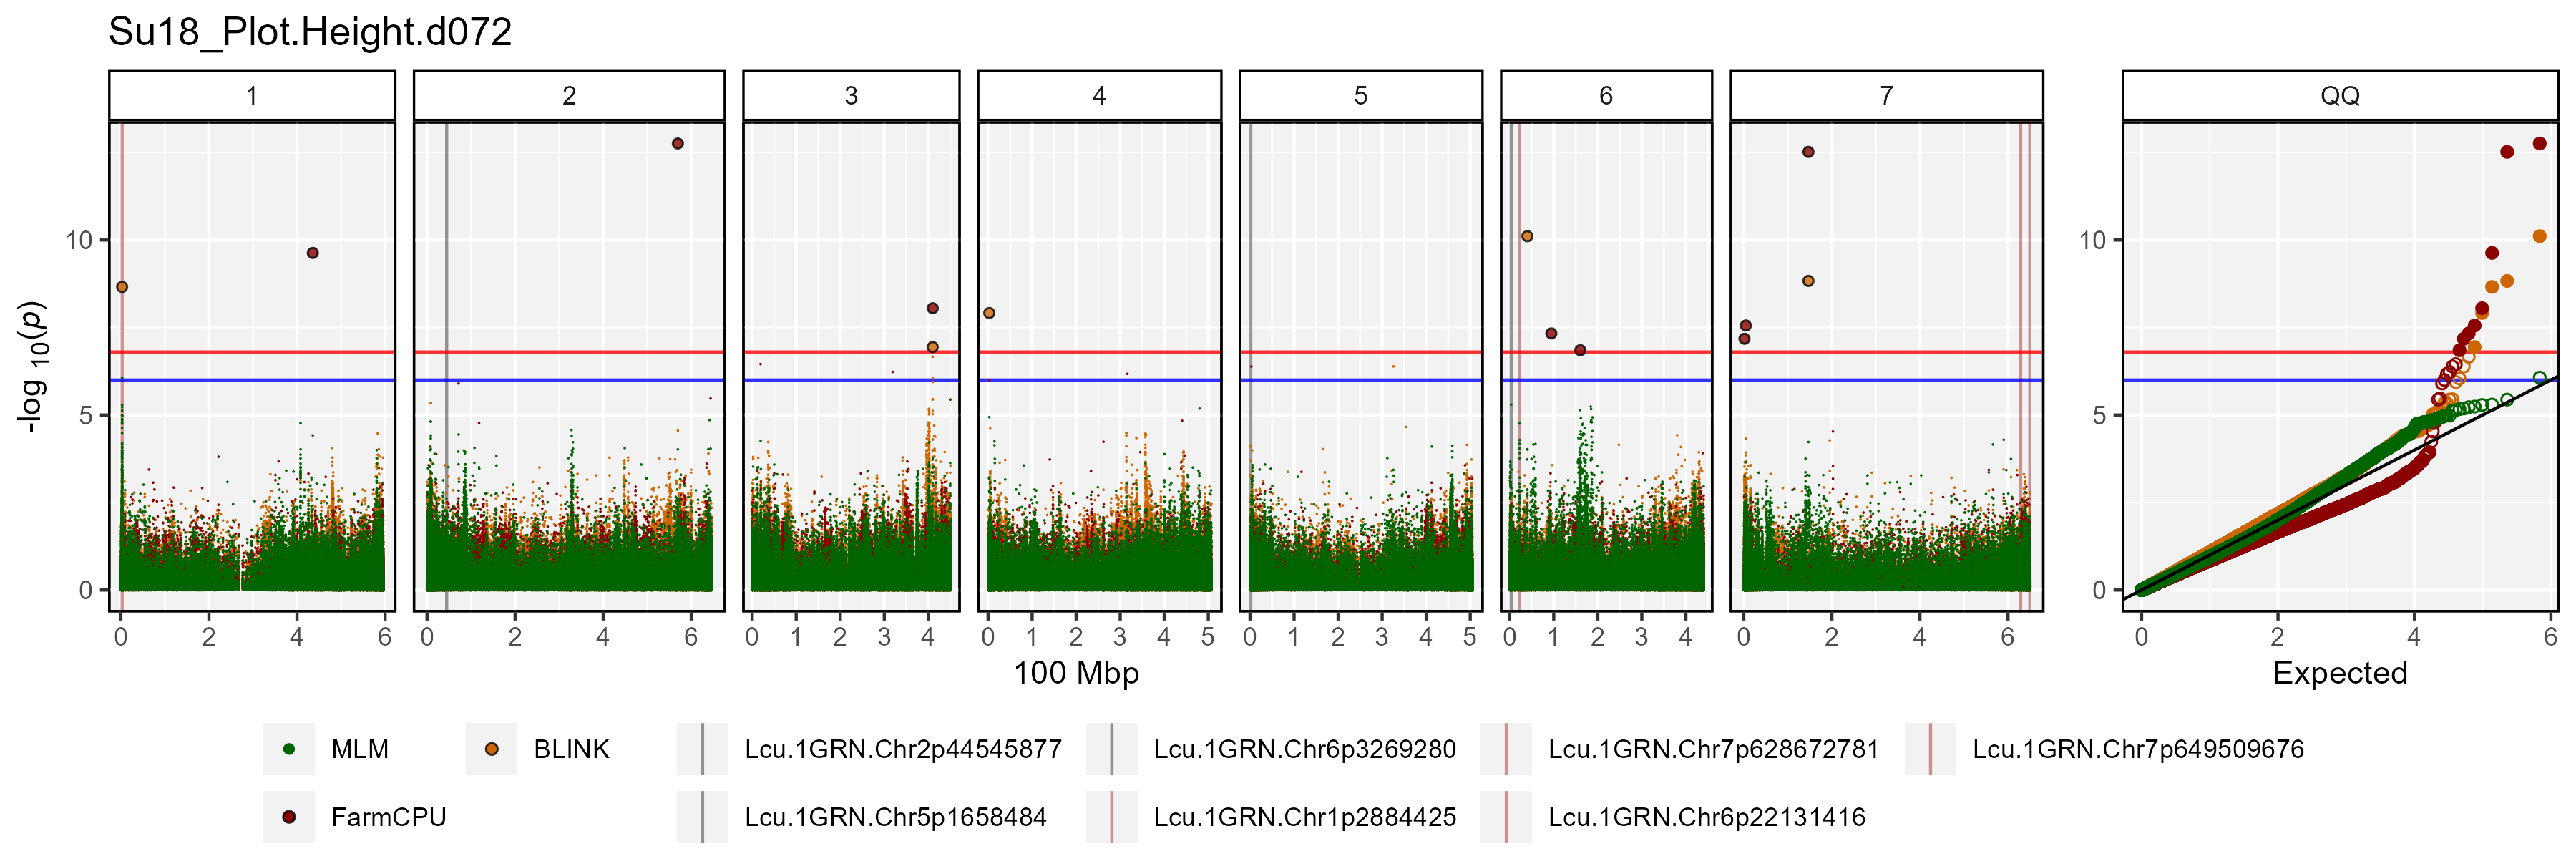 Su18_Plot.Height.d072
1 2 3 4 5 6 7 QQ
-log 10(p)
10 10
5 5
0 0
0 2 4 6 0 2 4 6 0 1 2 3 4 0 1 2 3 4 5 0 1 2 3 4 5 0 1 2 3 4 0 2 4 6 0 2 4 6
100 Mbp Expected
MLM BLINK Lcu.1GRN.Chr2p44545877 Lcu.1GRN.Chr6p3269280 Lcu.1GRN.Chr7p628672781 Lcu.1GRN.Chr7p649509676
FarmCPU Lcu.1GRN.Chr5p1658484 Lcu.1GRN.Chr1p2884425 Lcu.1GRN.Chr6p22131416